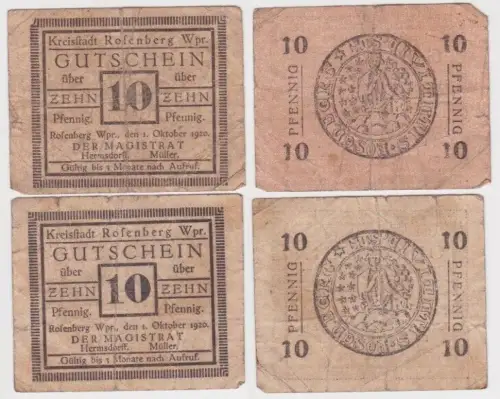 Kreisstadt Rosenberg Wpr.
GUTSCHEIN
über 10 über
ZEHN ZEHN
Pfennig. Pfennig.
Rosenberg Wpr., den 1. Oktober 1920.
DER MAGISTRAT
Hermsdorff. Müller.
Gültig bis 1 Monate nach Aufruf.
10 10
PFENNIG PFENNIG
10 10
Kreisstadt Rosenberg Wpr.
GUTSCHEIN
über 10 über
ZEHN ZEHN
Pfennig. Pfennig.
Rosenberg Wpr., den 1. Oktober 1920.
DER MAGISTRAT
Hermsdorff. Müller.
Gültig bis 1 Monate nach Aufruf.
10 10
PFENNIG PFENNIG
10 10